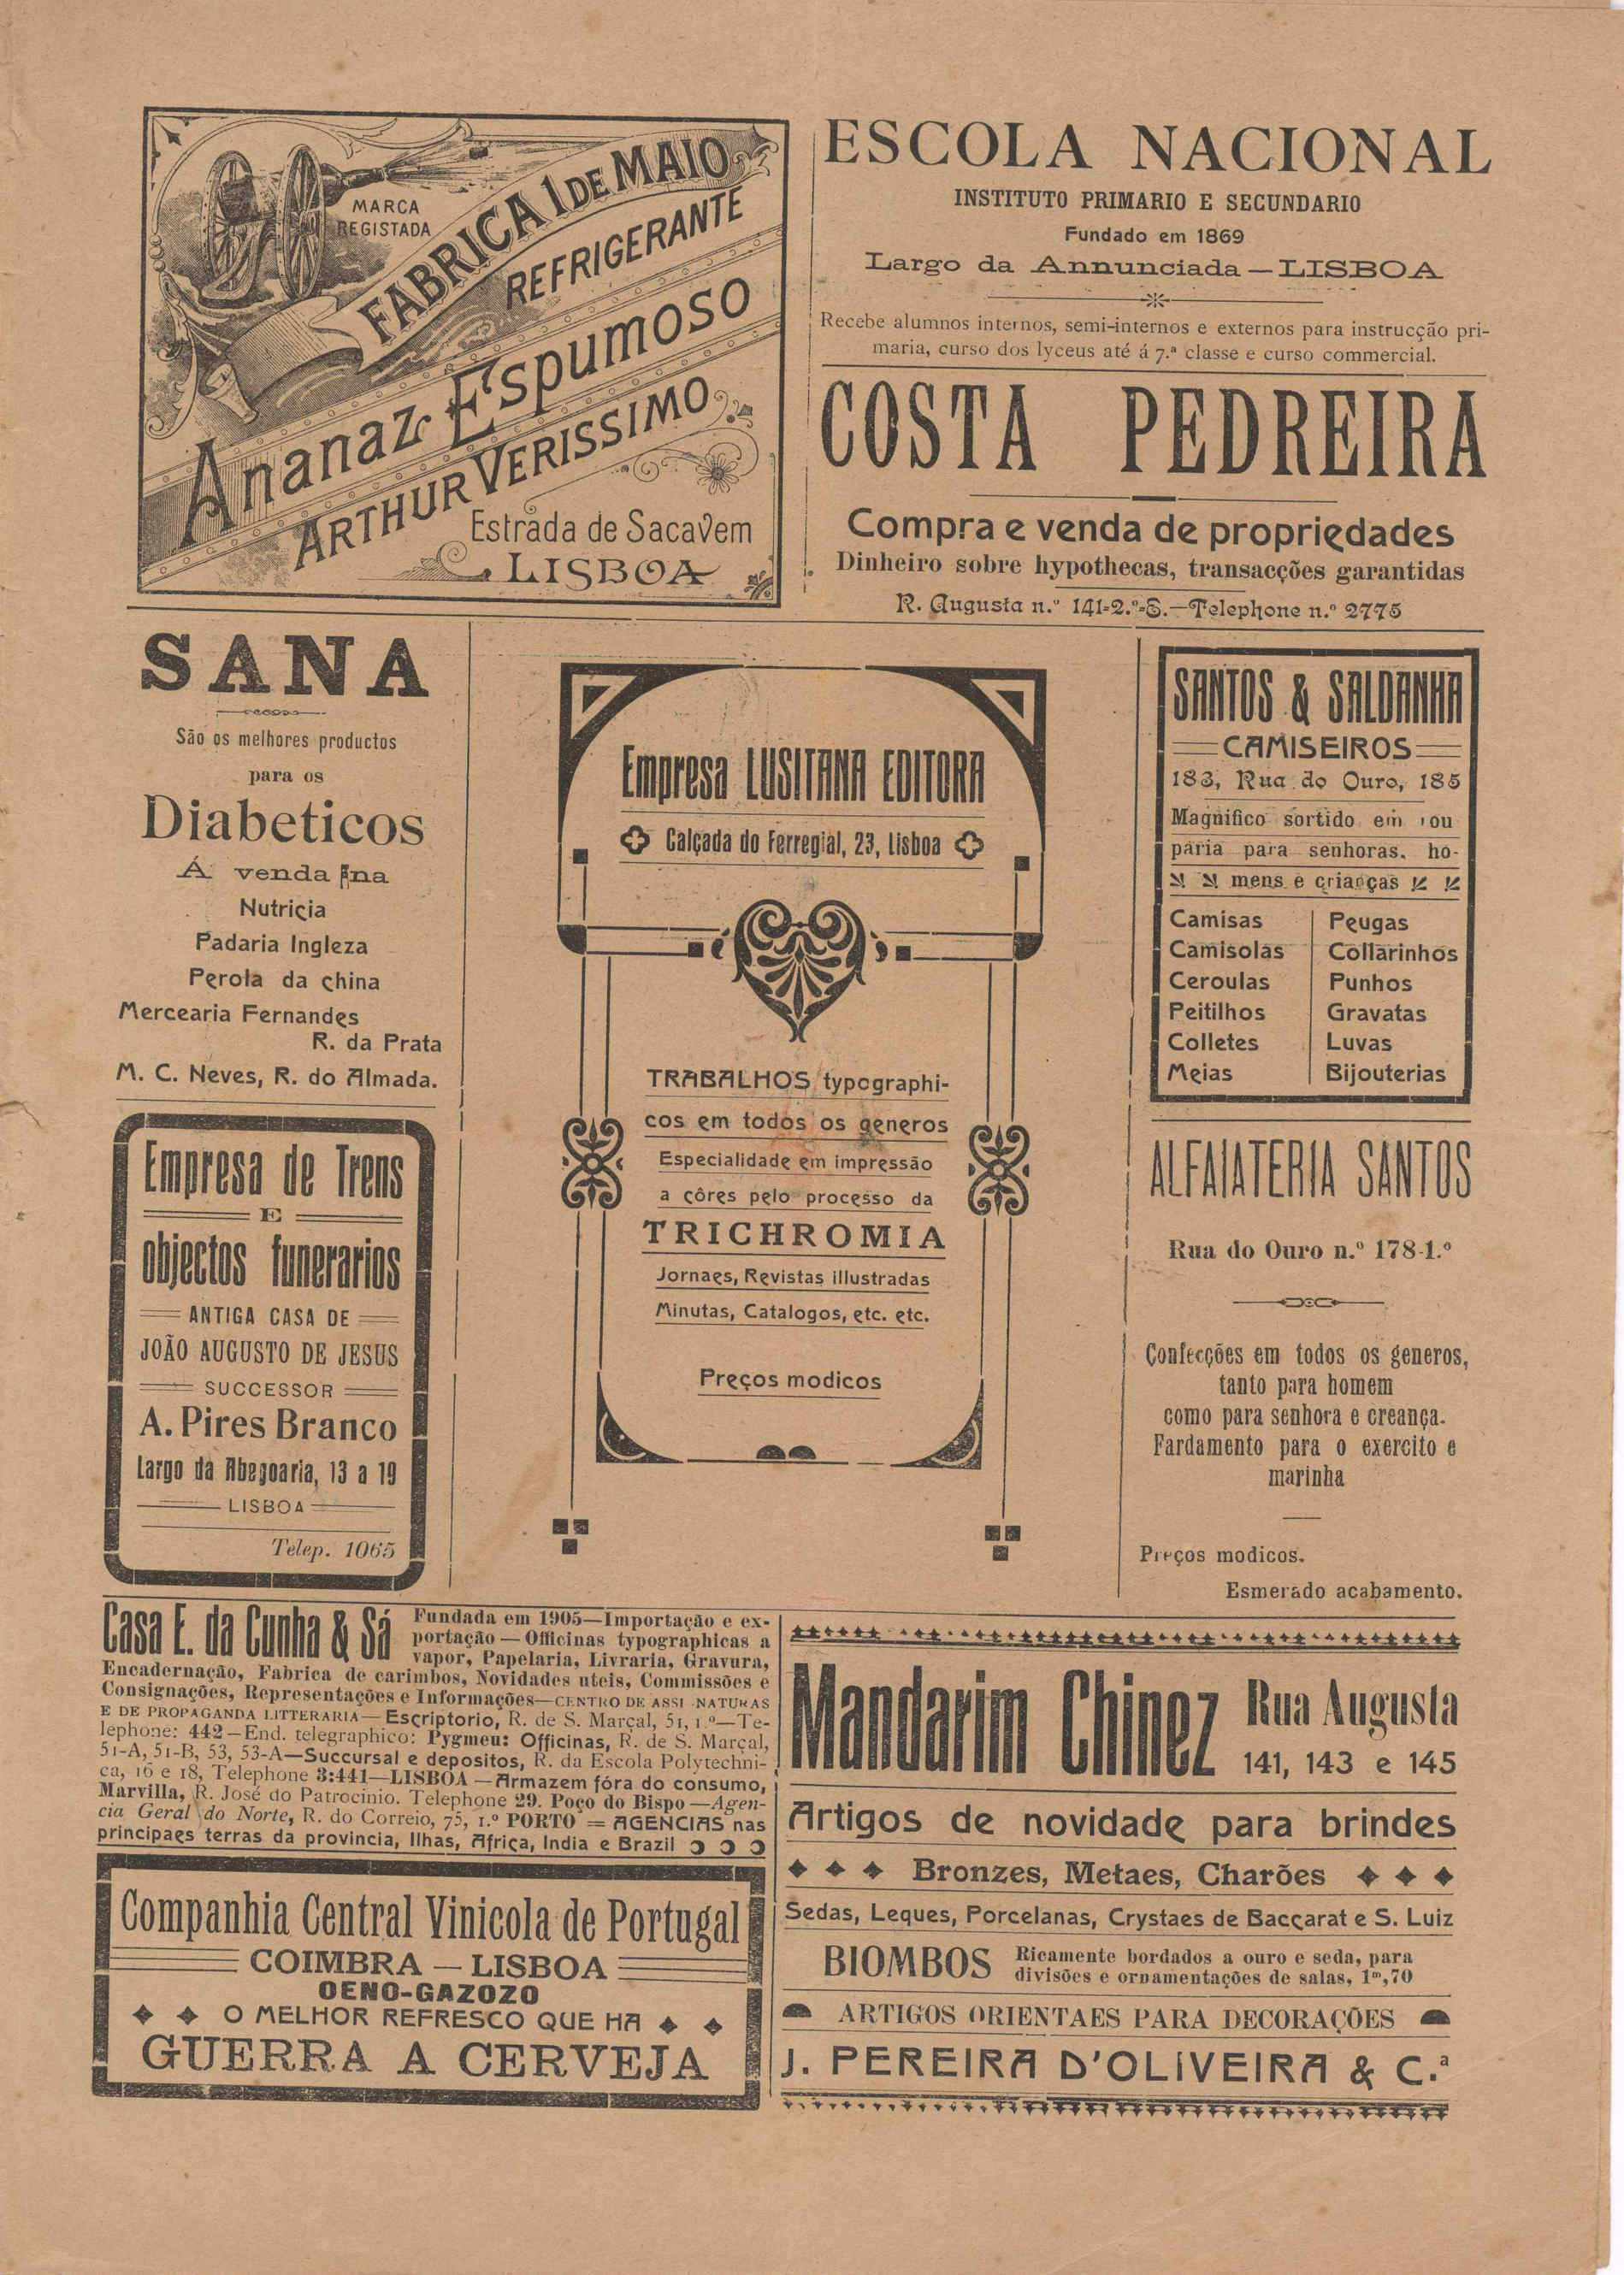 MARCA
REGISTADA
FABRICA 1 DE MAIO
REFRIGERANTE
Ananaz Espumoso
ARTHUR VERISSIMO
Estrada de Sacavem
LISBOA
ESCOLA NACIONAL
INSTITUTO PRIMARIO E SECUNDARIO
Fundado em 1869
Largo da Annunciada — LISBOA
Recebe alumnos internos, semi-internos e externos para instrucção pri-
maria, curso dos lyceus até á 7.ª classe e curso commercial.
COSTA PEDREIRA
Compra e venda de propriedades
Dinheiro sobre hypothecas, transacções garantidas
R. Augusta n.º 141-2.º-E.—Telephone n.º 2775
SANA
São os melhores productos
para os
Diabeticos
Á venda na
Nutricia
Padaria Ingleza
Perola da china
Mercearia Fernandes
R. da Prata
M. C. Neves, R. do Almada.
Empresa de Trens
E
objectos funerarios
ANTIGA CASA DE
JOÃO AUGUSTO DE JESUS
SUCCESSOR
A. Pires Branco
Largo da Abegoaria, 13 a 19
LISBOA
Telep. 1065
Empresa LUSITANA EDITORA
Calçada do Ferregial, 23, Lisboa
TRABALHOS typographi-
cos em todos os generos
Especialidade em impressão
a côres pelo processo da
TRICHROMIA
Jornaes, Revistas illustradas
Minutas, Catalogos, etc. etc.
Preços modicos
SANTOS & SALDANHA
CAMISEIROS
183, Rua do Ouro, 185
Magnifico sortido em rou
paria para senhoras, ho-
mens e crianças
Camisas
Camisolas
Ceroulas
Peitilhos
Colletes
Meias
Peugas
Collarinhos
Punhos
Gravatas
Luvas
Bijouterias
ALFAIATERIA SANTOS
Rua do Ouro n.º 178-1.º
Confecções em todos os generos,
tanto para homem
como para senhora e creança.
Fardamento para o exercito e
marinha
Preços modicos.
Esmerado acabamento.
Casa E. da Cunha & Sá
Fundada em 1905—Importação e ex-
portação — Officinas typographicas a
vapor, Papelaria, Livraria, Gravura,
Encadernação, Fabrica de carimbos, Novidades uteis, Commissões e
Consignações, Representações e Informações—CENTRO DE ASSI NATURAS
E DE PROPAGANDA LITTERARIA— Escriptorio, R. de S. Marçal, 51, 1.º—Te-
lephone: 442—End. telegraphico: Pygmeu: Officinas, R. de S. Marçal,
51-A, 51-B, 53, 53-A—Succursal e depositos, R. da Escola Polytechni-
ca, 16 e 18, Telephone 3:441—LISBOA — Armazem fóra do consumo,
Marvilla, R. José do Patrocinio. Telephone 29. Poço do Bispo —Agen-
cia Geral do Norte, R. do Correio, 75, 1.º PORTO = AGENCIAS nas
principaes terras da provincia, Ilhas, Africa, India e Brazil
Companhia Central Vinicola de Portugal
COIMBRA — LISBOA
OENO-GAZOZO
O MELHOR REFRESCO QUE HA
GUERRA A CERVEJA
Mandarim Chinez
Rua Augusta
141, 143 e 145
Artigos de novidade para brindes
Bronzes, Metaes, Charões
Sedas, Leques, Porcelanas, Crystaes de Baccarat e S. Luiz
BIOMBOS
Ricamente bordados a ouro e seda, para
divisões e ornamentações de salas, 1m,70
ARTIGOS ORIENTAES PARA DECORAÇÕES
J. PEREIRA D'OLIVEIRA & C.ª